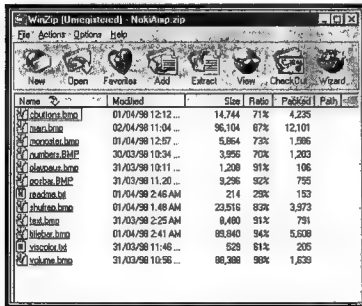 WinZip (Unregistered) - NakiAmp.zip
File Actions Options Help
New Open Favorites Add Extract View CheckOut Wizard
Name Modified Size Ratio Packed Path
cbuttons.bmp 01/04/98 12:12 ... 14,744 71% 4,235
main.bmp 02/04/98 11:04 ... 96,104 87% 12,101
monoster.bmp 01/04/98 12:57 ... 5,864 73% 1,586
numbers.BMP 30/03/98 10:34 ... 3,956 70% 1,203
playpaus.bmp 31/03/98 10:11 ... 1,208 91% 106
posbar.BMP 31/03/98 11:20 ... 9,296 92% 755
readme.txt 01/04/98 2:46 AM 214 29% 153
shufrep.bmp 01/04/98 1:48 AM 23,516 83% 3,973
text.bmp 31/03/98 2:25 AM 8,480 91% 791
titlebar.bmp 01/04/98 2:41 AM 89,840 94% 5,608
viscolor.txt 31/03/98 11:46 ... 529 61% 205
volume.bmp 31/03/98 10:56 ... 88,388 98% 1,639